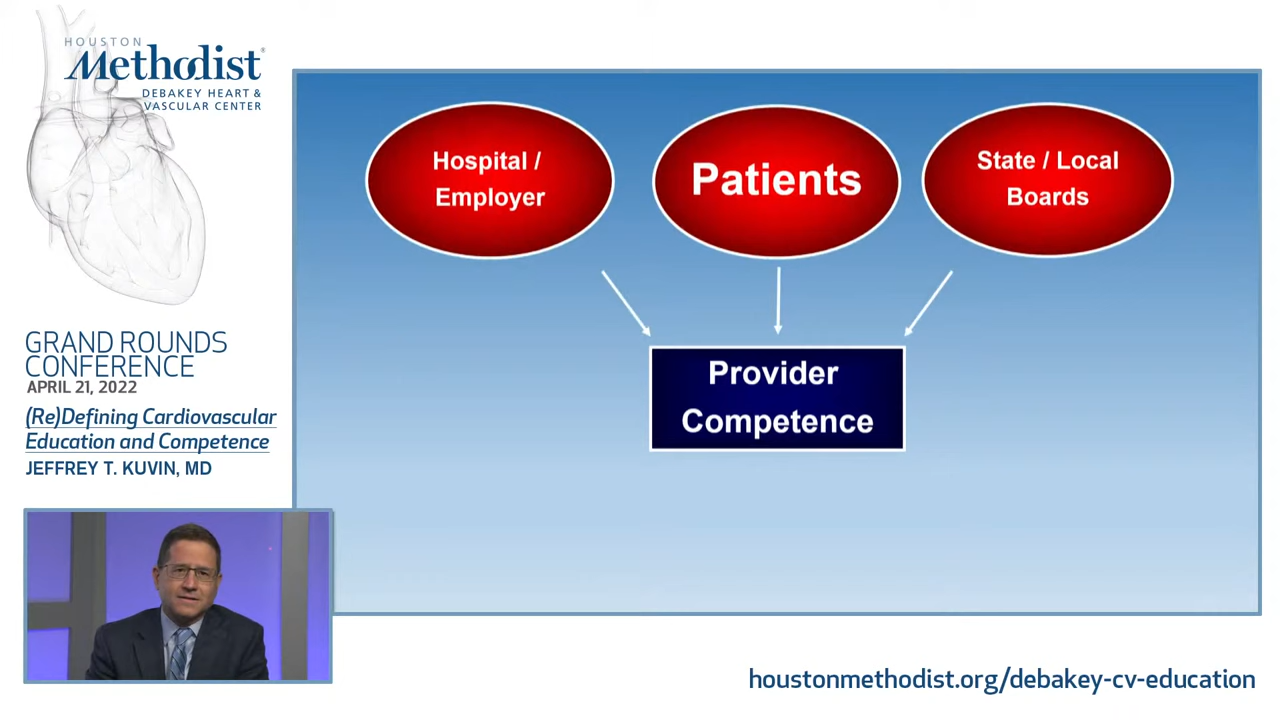 HOUSTON
Methodist®
DEBAKEY HEART &
VASCULAR CENTER
GRAND ROUNDS
CONFERENCE
APRIL 21, 2022
(Re)Defining Cardiovascular
Education and Competence
JEFFREY T. KUVIN, MD
Hospital /
Employer
Patients
State / Local
Boards
Provider
Competence
houstonmethodist.org/debakey-cv-education